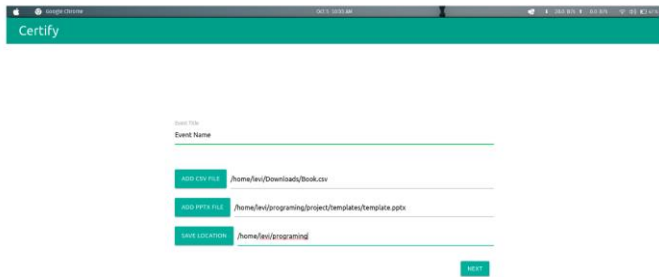 Google Chrome
Certify
Event Title
Event Name
ADD CSV FILE /home/levi/Downloads/Book.csv
ADD PPTX FILE /home/levi/programing/project/templates/template.pptx
SAVE LOCATION /home/levi/programing
NEXT